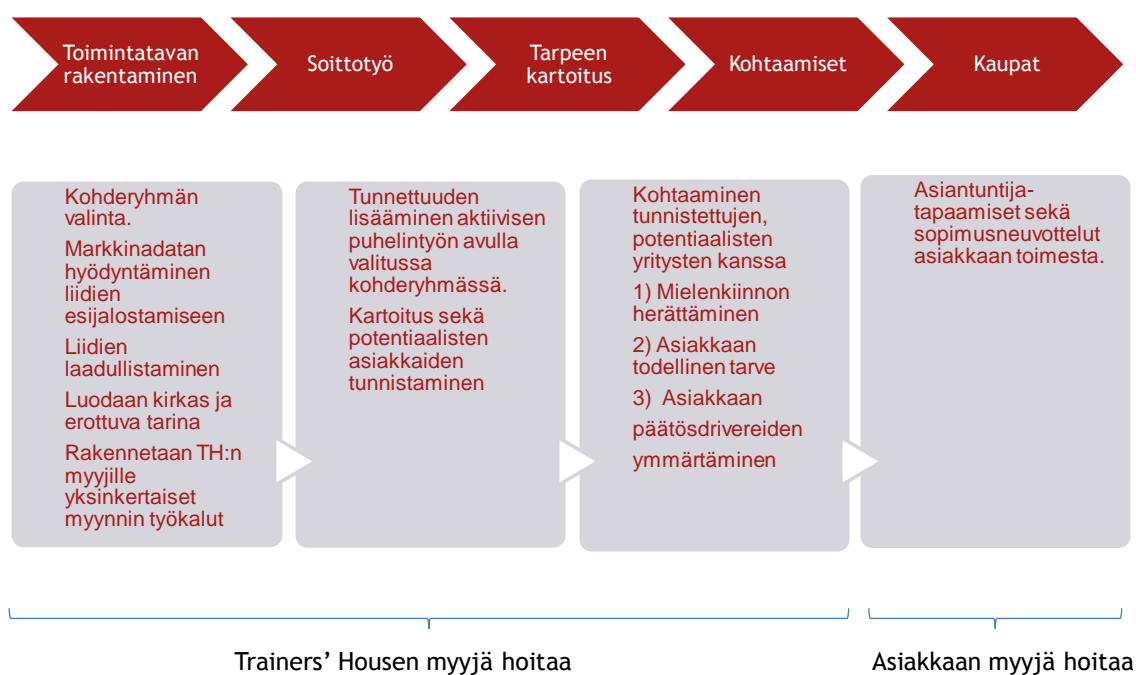 Toimintatavan
rakentaminen
Soittotyö
Tarpeen
kartoitus
Kohtaamiset
Kaupat
Kohderyhmän
valinta.
Markkinadatan
hyödyntäminen
liidien
esijalostamiseen
Liidien
laadullistaminen
Luodaan kirkas ja
erottuva tarina
Rakennetaan TH:n
myyjille
yksinkertaiset
myynnin työkalut
Tunnettuuden
lisääminen aktiivisen
puhelintyön avulla
valitussa
kohderyhmässä.
Kartoitus sekä
potentiaalisten
asiakkaiden
tunnistaminen
Kohtaaminen
tunnistettujen,
potentiaalisten
yritysten kanssa
1) Mielenkiinnon
herättäminen
2) Asiakkaan
todellinen tarve
3) Asiakkaan
päätösdrivereiden
ymmärtäminen
Asiantuntija-
tapaamiset sekä
sopimusneuvottelut
asiakkaan toimesta.
Trainers’ Housen myyjä hoitaa
Asiakkaan myyjä hoitaa